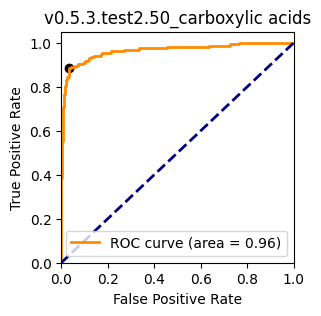 v0.5.3.test2.50_carboxylic acids
True Positive Rate
1.0
0.8
0.6
0.4
0.2
0.0
ROC curve (area = 0.96)
0.0 0.2 0.4 0.6 0.8 1.0
False Positive Rate